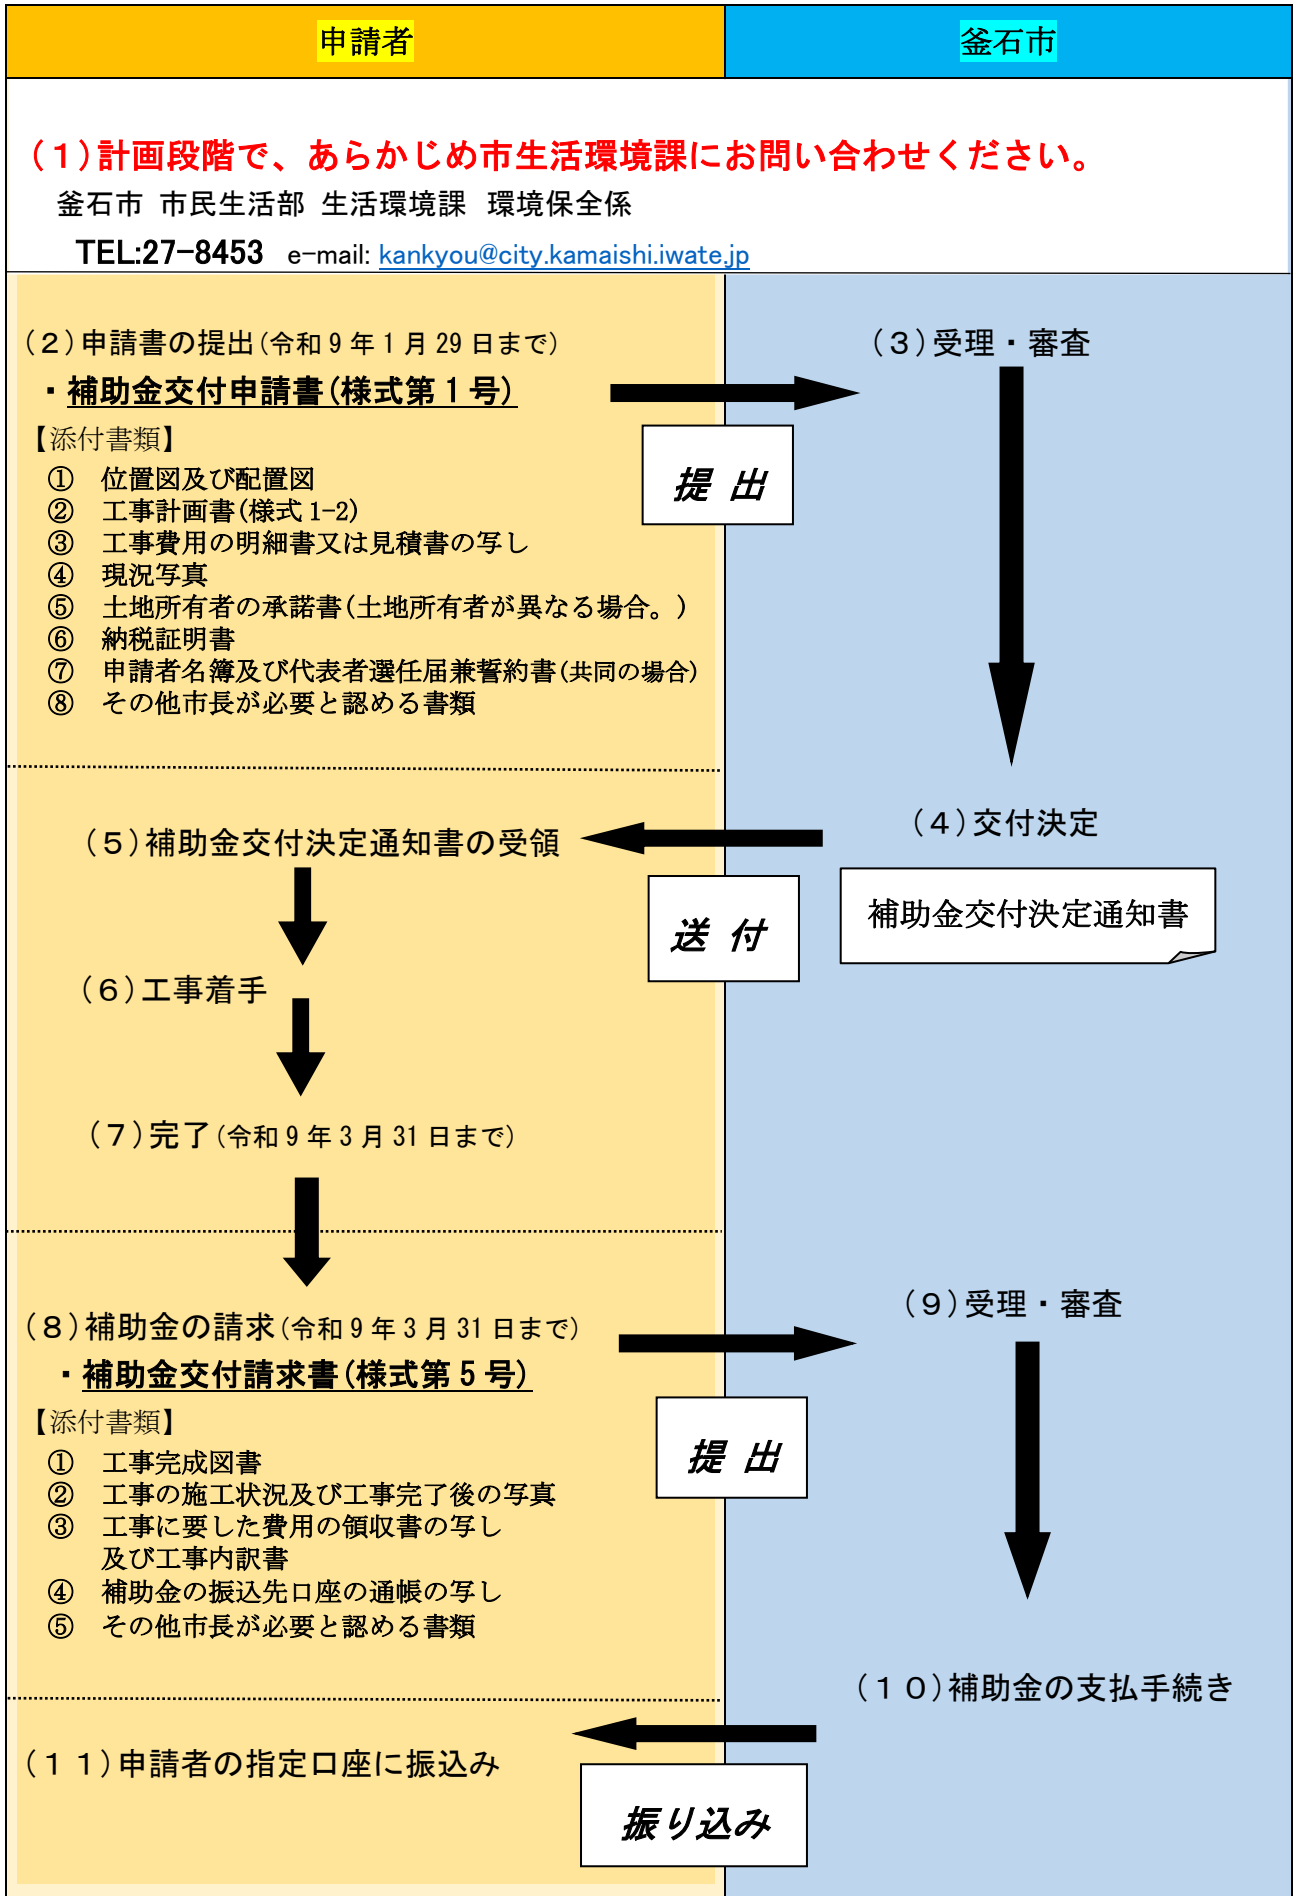 申請者
釜石市
(1)計画段階で、あらかじめ市生活環境課にお問い合わせください。
釜石市 市民生活部 生活環境課 環境保全係
TEL:27-8453 e-mail: kankyou@city.kamaishi.iwate.jp
(2)申請書の提出(令和9年1月29日まで)
・補助金交付申請書(様式第1号)
【添付書類】
① 位置図及び配置図
② 工事計画書(様式1-2)
③ 工事費用の明細書又は見積書の写し
④ 現況写真
⑤ 土地所有者の承諾書(土地所有者が異なる場合。)
⑥ 納税証明書
⑦ 申請者名簿及び代表者選任届兼誓約書(共同の場合)
⑧ その他市長が必要と認める書類
提出
(3)受理・審査
(4)交付決定
補助金交付決定通知書
送付
(5)補助金交付決定通知書の受領
(6)工事着手
(7)完了(令和9年3月31日まで)
(8)補助金の請求(令和9年3月31日まで)
・補助金交付請求書(様式第5号)
【添付書類】
① 工事完成図書
② 工事の施工状況及び工事完了後の写真
③ 工事に要した費用の領収書の写し
及び工事内訳書
④ 補助金の振込先口座の通帳の写し
⑤ その他市長が必要と認める書類
提出
(9)受理・審査
(10)補助金の支払手続き
(11)申請者の指定口座に振込み
振り込み